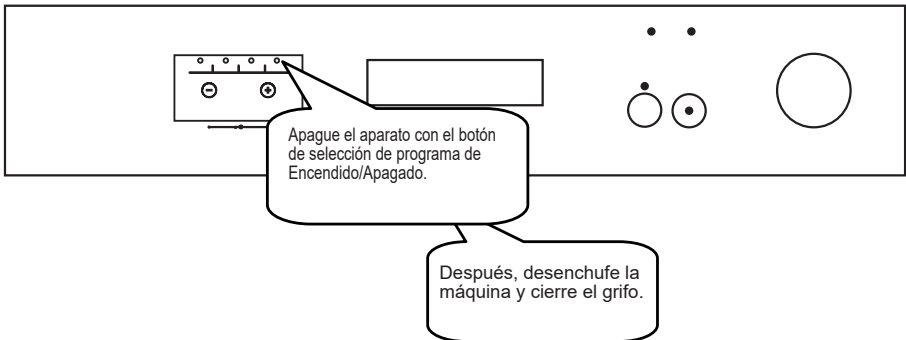 Apague el aparato con el botón
de selección de programa de
Encendido/Apagado.
Después, desenchufe la
máquina y cierre el grifo.